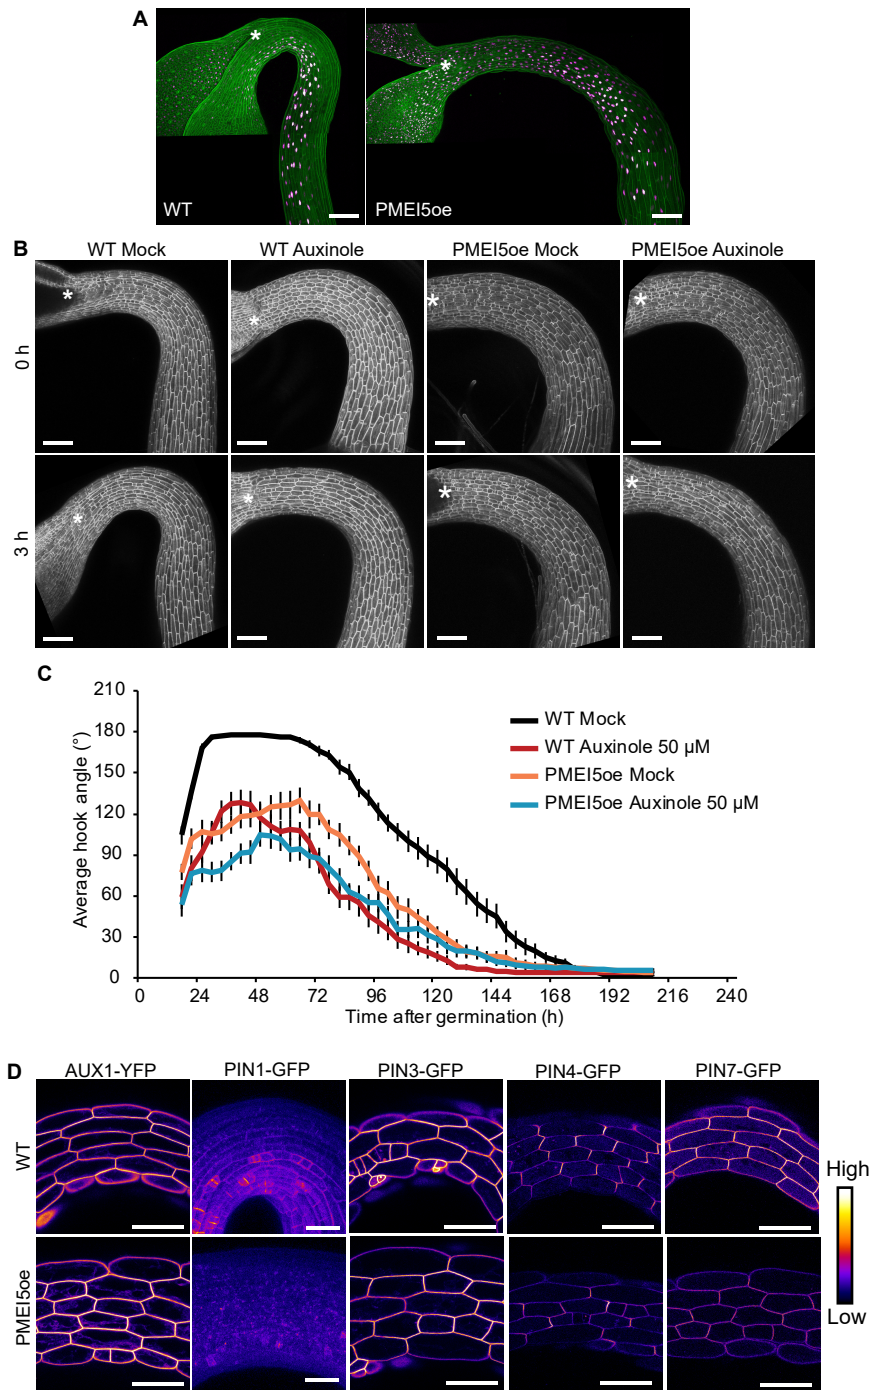 A
*
*
WT
PMEI5oe
B
WT Mock
WT Auxinole
PMEI5oe Mock
PMEI5oe Auxinole
0 h
*
*
*
*
3 h
*
*
*
*
C
210
180
150
120
90
60
30
0
Average hook angle (°)
WT Mock
WT Auxinole 50 µM
PMEI5oe Mock
PMEI5oe Auxinole 50 µM
0
24
48
72
96
120
144
168
192
216
240
Time after germination (h)
D
AUX1-YFP
PIN1-GFP
PIN3-GFP
PIN4-GFP
PIN7-GFP
WT
PMEI5oe
High
Low